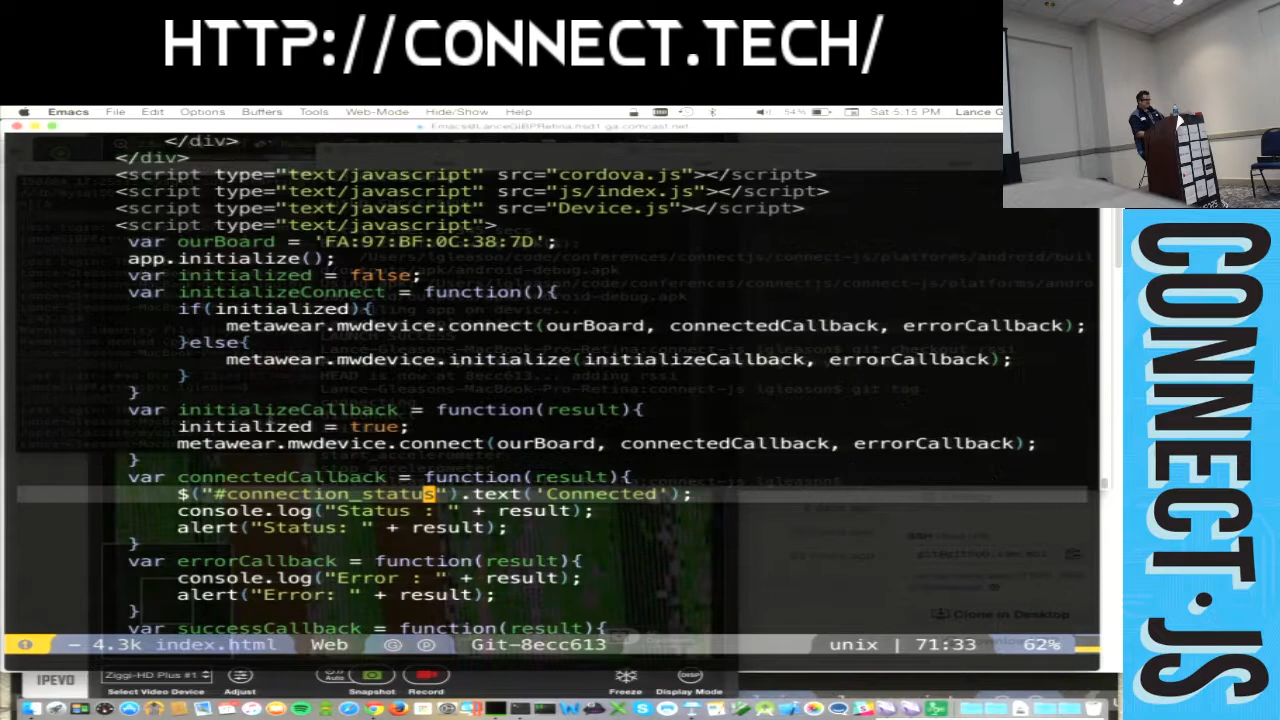 HTTP://CONNECT.TECH/
Emacs File Edit Options Buffers Tools Web-Mode Hide/Show Help 54% Sat 5:15 PM Lance G
</div>
</div>
<script type="text/javascript" src="cordova.js"></script>
<script type="text/javascript" src="js/index.js"></script>
<script type="text/javascript" src="Device.js"></script>
<script type="text/javascript">
var ourBoard = 'FA:97:BF:0C:38:7D';
app.initialize();
var initialized = false;
var initializeConnect = function(){
if(initialized){
metawear.mwdevice.connect(ourBoard, connectedCallback, errorCallback);
}else{
metawear.mwdevice.initialize(initializeCallback, errorCallback);
}
}
var initializeCallback = function(result){
initialized = true;
metawear.mwdevice.connect(ourBoard, connectedCallback, errorCallback);
}
var connectedCallback = function(result){
$("#connection_status").text('Connected');
console.log("Status : " + result);
alert("Status: " + result);
}
var errorCallback = function(result){
console.log("Error : " + result);
alert("Error: " + result);
}
var successCallback = function(result){
- 4.3k index.html Web Git-8ecc613 unix | 71:33 62%
IPEVO
Ziggi-HD Plus #1
Select Video Device Adjust Auto Snapshot Record Freeze Display Mode
Clone in Desktop
CONNECT·JS